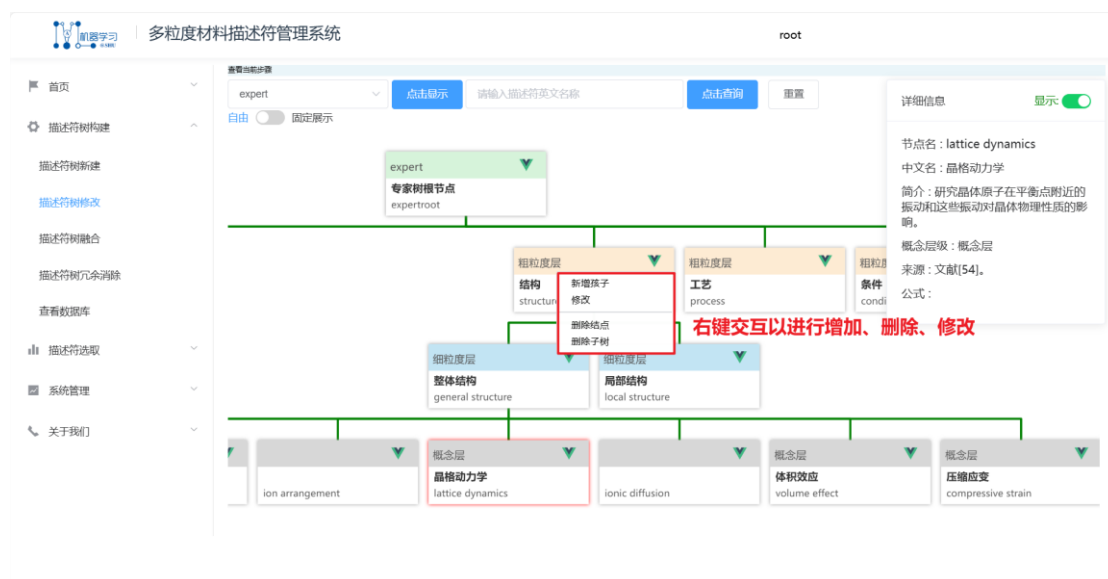 机器学习
多粒度材料描述符管理系统
root
首页
描述符树构建
描述符树新建
描述符树修改
描述符树融合
描述符树冗余消除
查看数据库
描述符选取
系统管理
关于我们
查看当前步骤
expert
点击显示
请输入描述符英文名称
点击查询
重置
自由
固定展示
expert
专家树根节点
expertroot
粗粒度层
结构
structure
粗粒度层
工艺
process
粗粒度
条件
condi
新增孩子
修改
删除结点
删除子树
右键交互以进行增加、删除、修改
细粒度层
整体结构
general structure
细粒度层
局部结构
local structure
ion arrangement
概念层
晶格动力学
lattice dynamics
ionic diffusion
概念层
体积效应
volume effect
概念层
压缩应变
compressive strain
详细信息
显示:
节点名 : lattice dynamics
中文名 : 晶格动力学
简介 : 研究晶体原子在平衡点附近的
振动和这些振动对晶体物理性质的影
响。
概念层级 : 概念层
来源 : 文献[54]。
公式 :